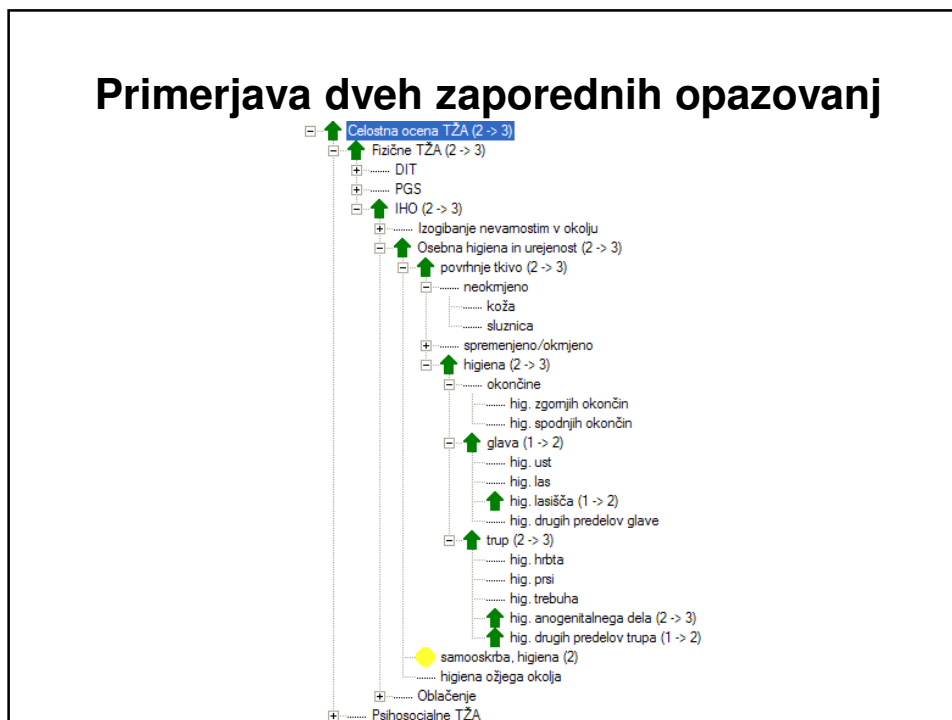 Primerjava dveh zaporednih opazovanj
Celostna ocena TŽA (2 -> 3)
Fizične TŽA (2 -> 3)
DIT
PGS
IHO (2 -> 3)
Izogibanje nevarnostim v okolju
Osebna higiena in urejenost (2 -> 3)
površnje tkivo (2 -> 3)
neokrnjeno
koža
sluznica
spremenjeno/okrnjeno
higiena (2 -> 3)
okončine
hig. zgornjih okončin
hig. spodnjih okončin
glava (1 -> 2)
hig. ust
hig. las
hig. lasišča (1 -> 2)
hig. drugih predelov glave
trup (2 -> 3)
hig. hrbta
hig. prsi
hig. trebuha
hig. anogenitalnega dela (2 -> 3)
hig. drugih predelov trupa (1 -> 2)
samooskrba, higiena (2)
higiena ožjega okolja
Oblačenje
Psihosocialne TŽA